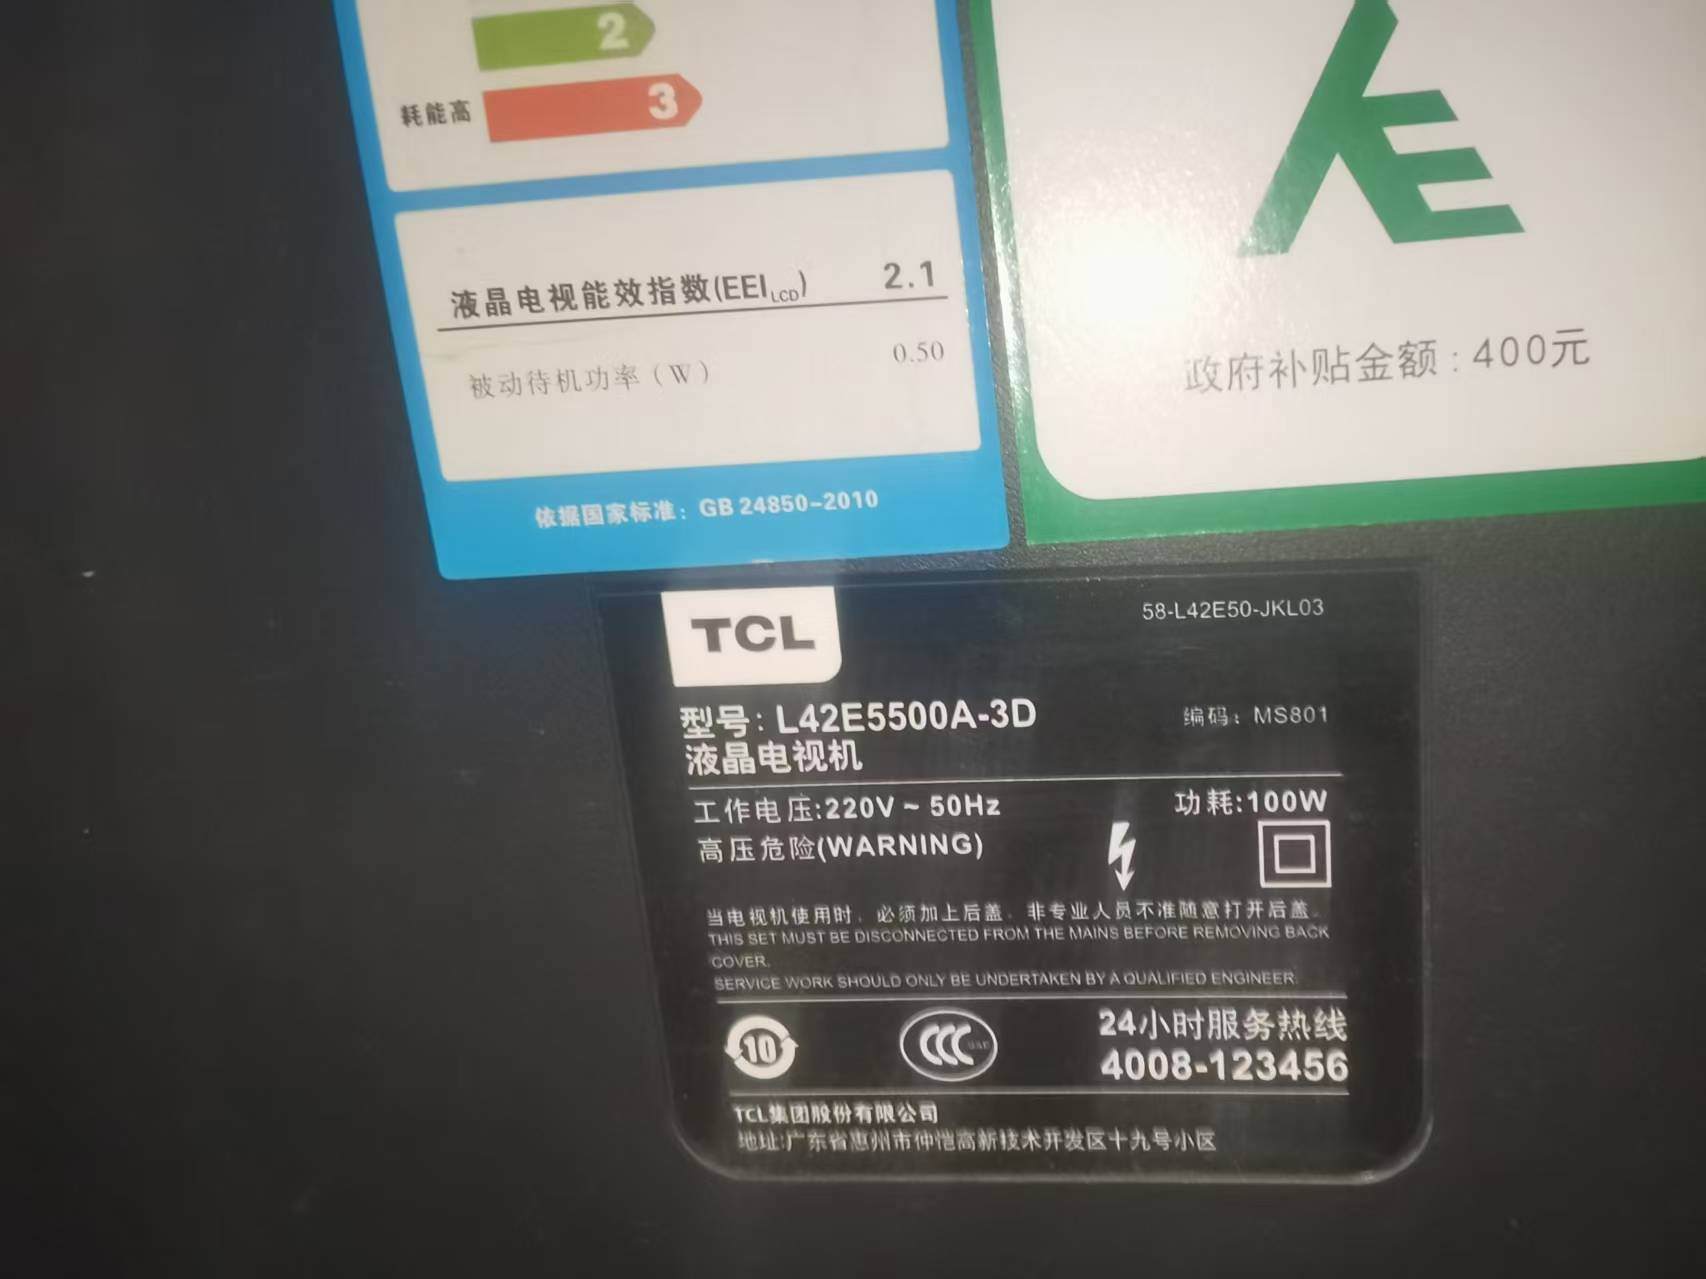 2
耗能高 3
液晶电视能效指数(EEI LCD) 2.1
被动待机功率(W) 0.50
依据国家标准: GB 24850-2010
政府补贴金额:400元
TCL
58-L42E50-JKL03
型号: L42E5500A-3D
编码: MS801
液晶电视机
工作电压:220V ~ 50Hz
功耗:100W
高压危险(WARNING)
当电视机使用时,必须加上后盖,非专业人员不准随意打开后盖。
THIS SET MUST BE DISCONNECTED FROM THE MAINS BEFORE REMOVING BACK
COVER.
SERVICE WORK SHOULD ONLY BE UNDERTAKEN BY A QUALIFIED ENGINEER.
10
CCC
24小时服务热线
4008-123456
TCL集团股份有限公司
地址:广东省惠州市仲恺高新技术开发区十九号小区